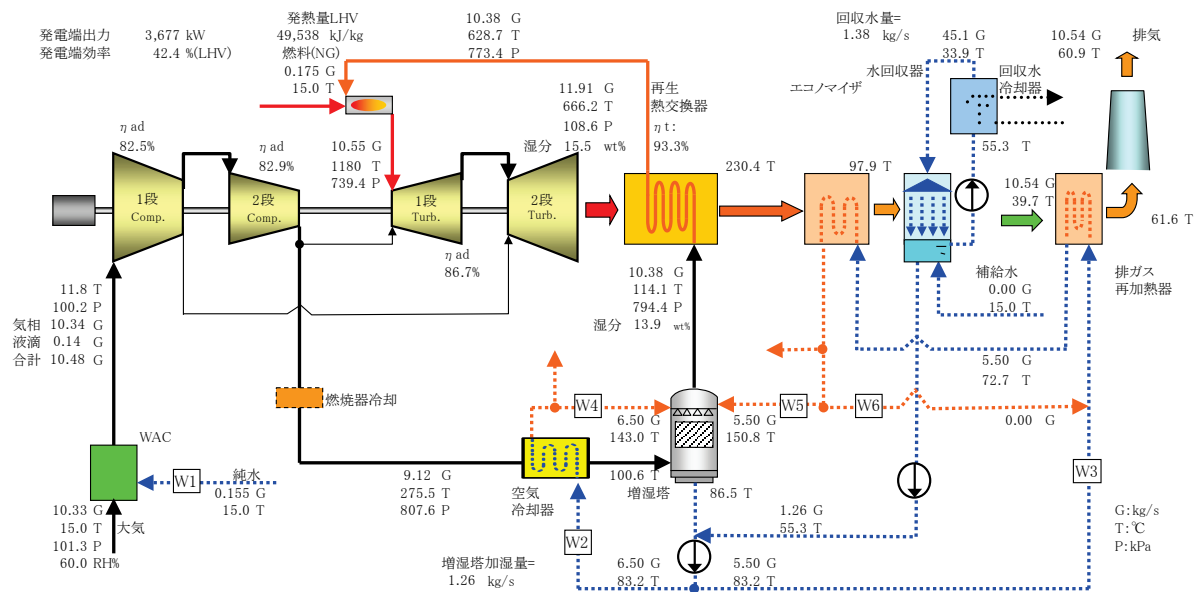 発電端出力 3,677 kW
発電端効率 42.4 %(LHV)
発熱量LHV
49,538 kJ/kg
燃料(NG)
0.175 G
15.0 T
10.38 G
628.7 T
773.4 P
11.91 G
666.2 T
108.6 P
湿分 15.5 wt%
再生
熱交換器
ηt:
93.3%
回収水量=
1.38 kg/s
45.1 G
33.9 T
10.54 G
60.9 T
排気
水回収器
回収水
冷却器
エコノマイザ
55.3 T
ηad
82.5%
ηad
82.9%
10.55 G
1180 T
739.4 P
1段
Comp.
2段
Comp.
1段
Turb.
2段
Turb.
ηad
86.7%
230.4 T
97.9 T
10.54 G
39.7 T
61.6 T
11.8 T
100.2 P
気相 10.34 G
液滴 0.14 G
合計 10.48 G
10.38 G
114.1 T
794.4 P
湿分 13.9 wt%
補給水
0.00 G
15.0 T
排ガス
再加熱器
5.50 G
72.7 T
燃焼器冷却
W4
6.50 G
143.0 T
W5
5.50 G
150.8 T
W6
0.00 G
WAC
W1
純水
0.155 G
15.0 T
9.12 G
275.5 T
807.6 P
空気
冷却器
100.6 T
増湿塔
86.5 T
W3
10.33 G
15.0 T
大気
101.3 P
60.0 RH%
1.26 G
55.3 T
W2
G:kg/s
T:℃
P:kPa
増湿塔加湿量=
1.26 kg/s
6.50 G
83.2 T
5.50 G
83.2 T